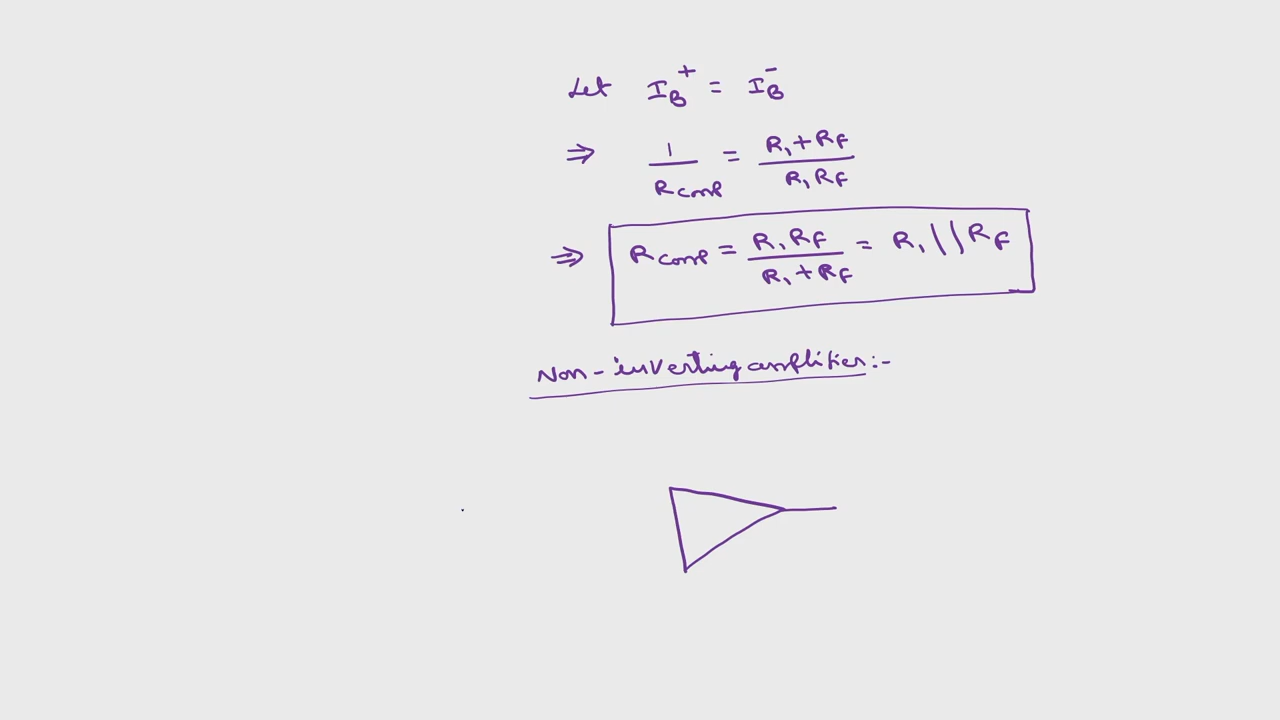 Let I_B^+ = I_B^-
⇒ 1/R_comp = (R_1 + R_F)/(R_1 R_F)
⇒ R_comp = (R_1 R_F)/(R_1 + R_F) = R_1 || R_F
Non-inverting amplifier:-